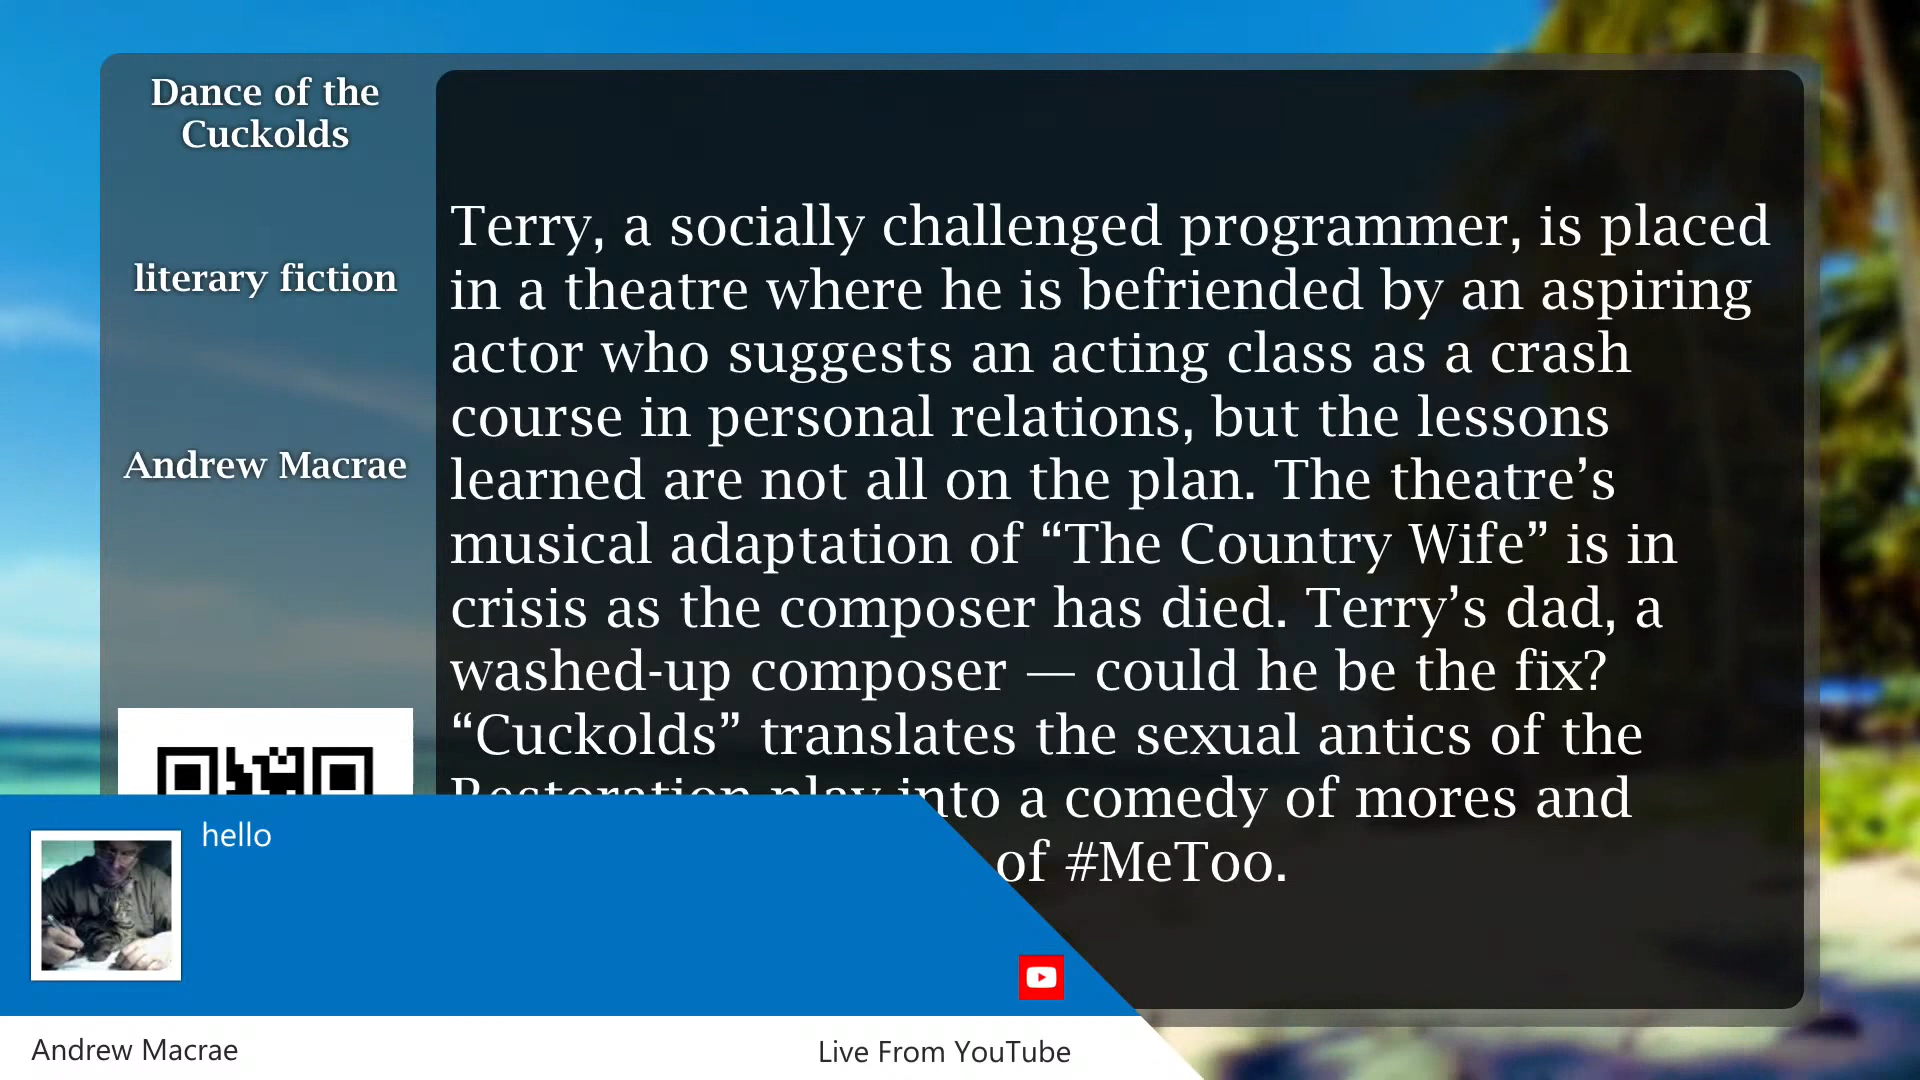 Dance of the
Cuckolds
literary fiction
Andrew Macrae
Terry, a socially challenged programmer, is placed
in a theatre where he is befriended by an aspiring
actor who suggests an acting class as a crash
course in personal relations, but the lessons
learned are not all on the plan. The theatre’s
musical adaptation of “The Country Wife” is in
crisis as the composer has died. Terry’s dad, a
washed-up composer — could he be the fix?
“Cuckolds” translates the sexual antics of the
Restoration play into a comedy of mores and
of #MeToo.
hello
Andrew Macrae
Live From YouTube